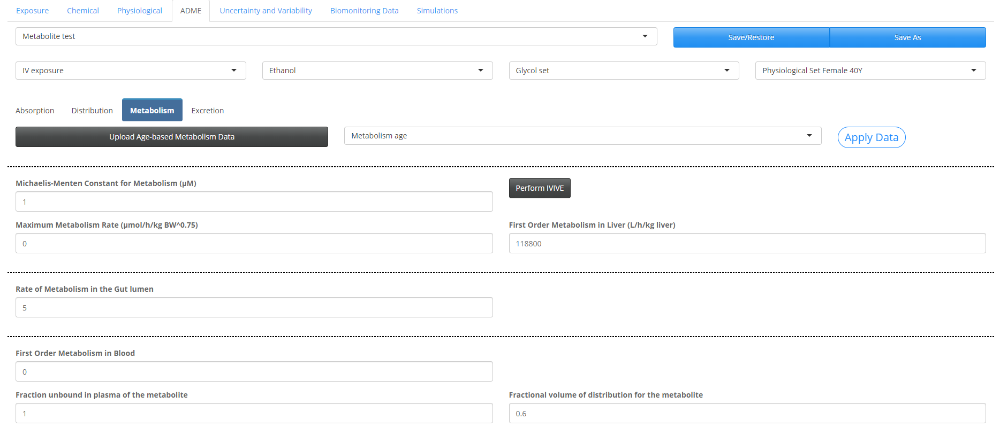 Exposure Chemical Physiological ADME Uncertainty and Variability Biomonitoring Data Simulations
Metabolite test Save/Restore Save As
IV exposure Ethanol Glycol set Physiological Set Female 40Y
Absorption Distribution Metabolism Excretion
Upload Age-based Metabolism Data Metabolism age Apply Data
Michaelis-Menten Constant for Metabolism (μM)
1
Perform IVIVE
Maximum Metabolism Rate (μmol/h/kg BW^0.75) First Order Metabolism in Liver (L/h/kg liver)
0 118800
Rate of Metabolism in the Gut lumen
5
First Order Metabolism in Blood
0
Fraction unbound in plasma of the metabolite Fractional volume of distribution for the metabolite
1 0.6